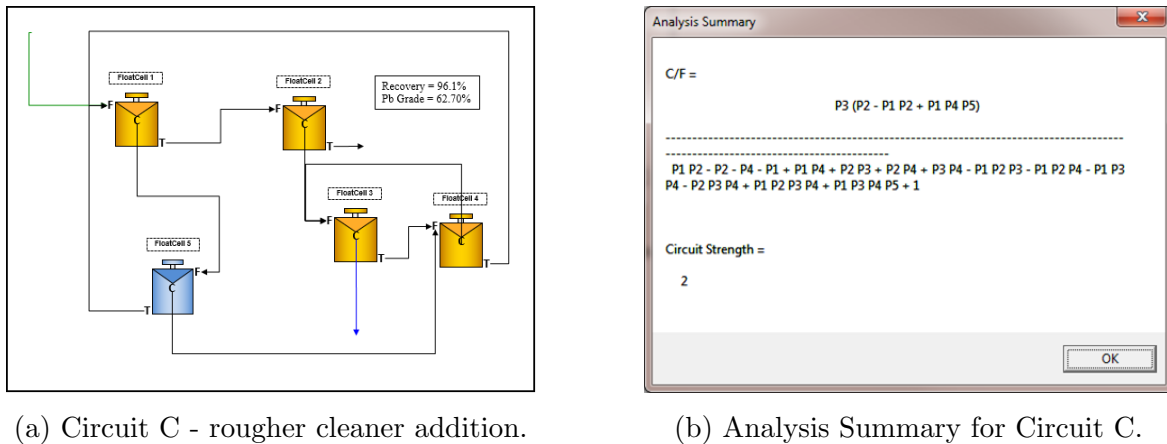 FloatCell 1
FloatCell 2
Recovery = 96.1%
Pb Grade = 62.70%
F
C
T
F
C
T
FloatCell 3
FloatCell 4
F
C
T
F
C
T
FloatCell 5
F
C
T
(a) Circuit C - rougher cleaner addition.
Analysis Summary
x
C/F =
P3 (P2 - P1 P2 + P1 P4 P5)
P1 P2 - P2 - P4 - P1 + P1 P4 + P2 P3 + P2 P4 + P3 P4 - P1 P2 P3 - P1 P2 P4 - P1 P3
P4 - P2 P3 P4 + P1 P2 P3 P4 + P1 P3 P4 P5 + 1
Circuit Strength =
2
OK
(b) Analysis Summary for Circuit C.